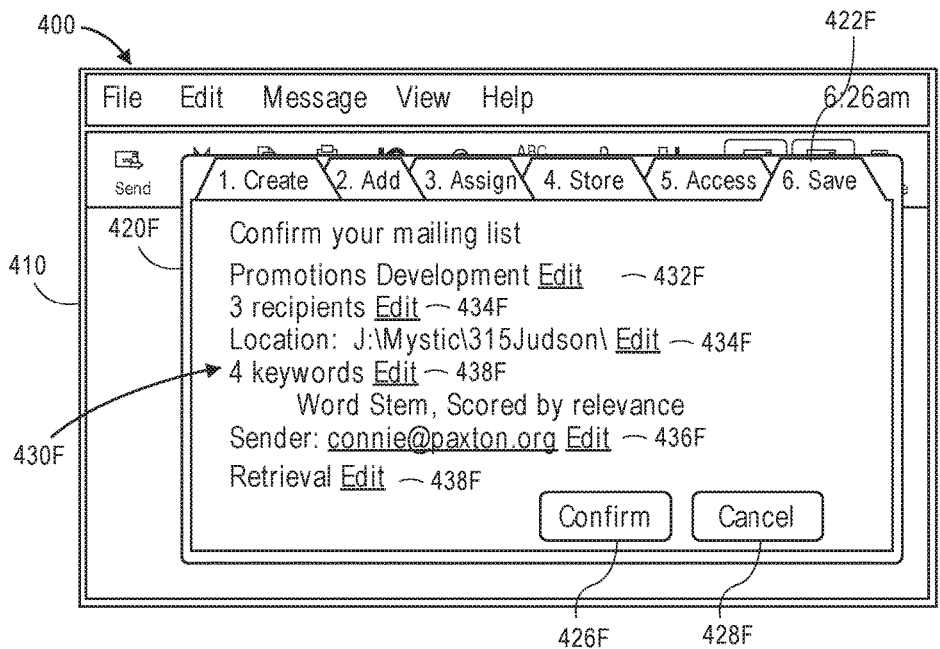 422F
400
File Edit Message View Help 6:26am
ABC
Send
1. Create 2. Add 3. Assign 4. Store 5. Access 6. Save
420F
Confirm your mailing list
410
Promotions Development Edit 432F
3 recipients Edit 434F
Location: J:\Mystic\315Judson\ Edit 434F
4 keywords Edit 438F
Word Stem, Scored by relevance
430F
Sender: connie@paxton.org Edit 436F
Retrieval Edit 438F
Confirm Cancel
426F 428F